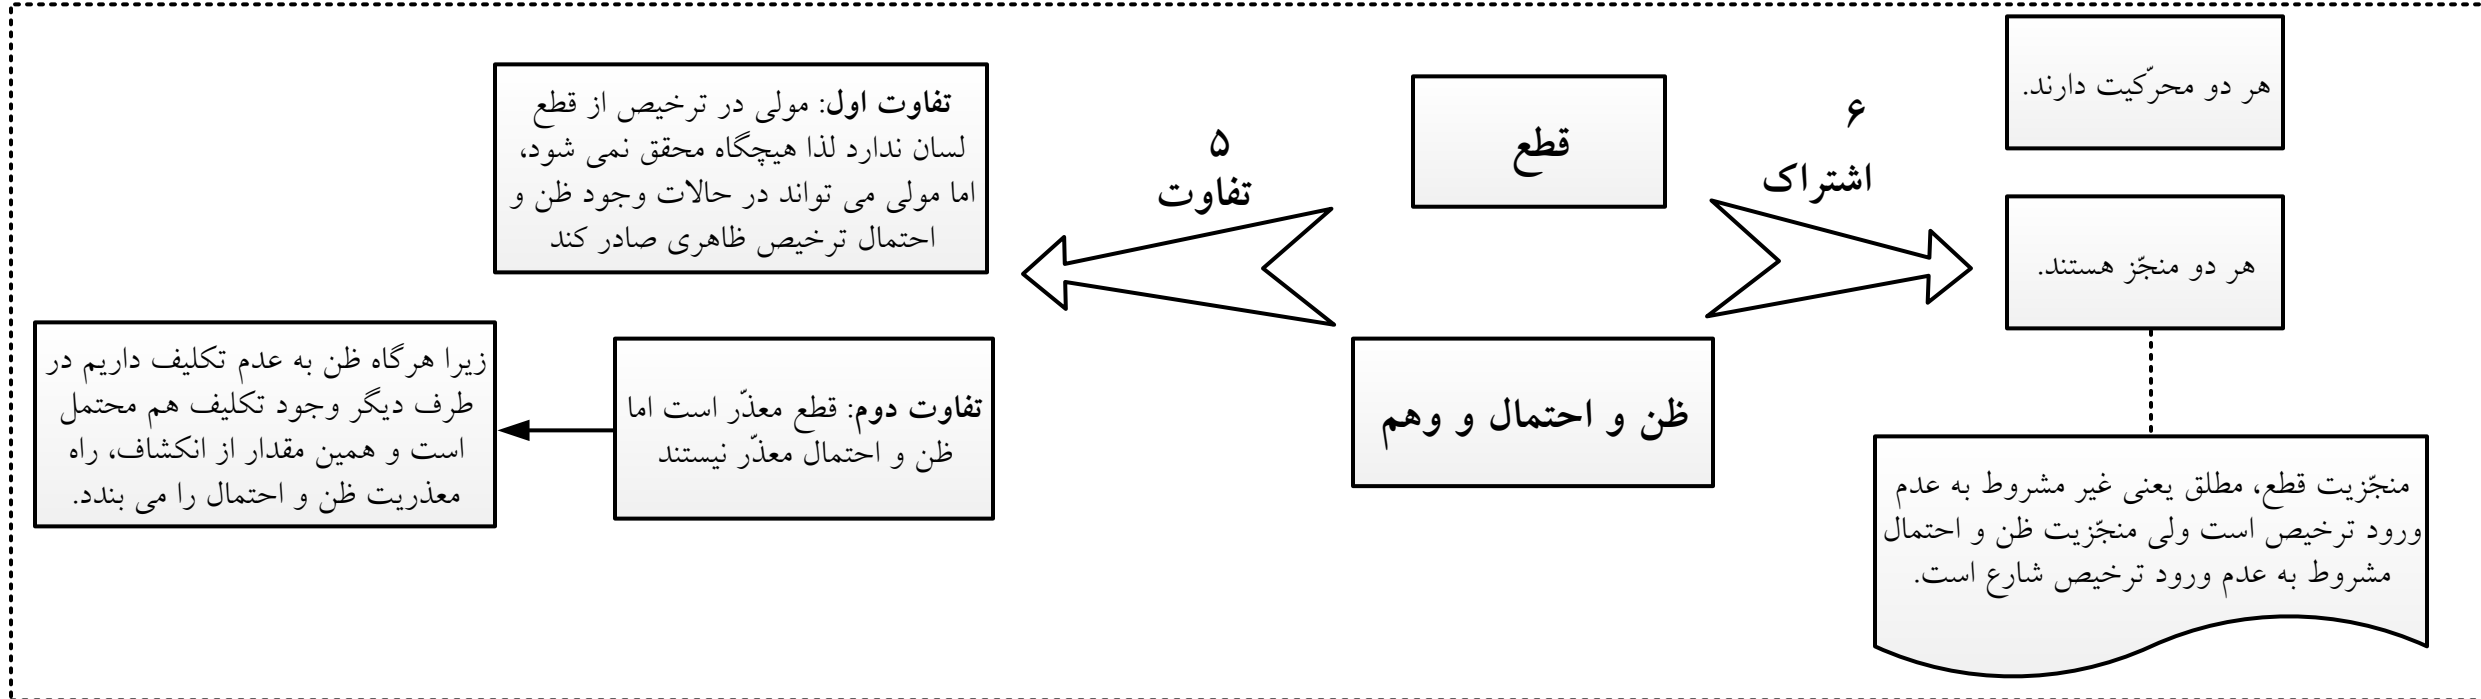 هر دو محرّکیت دارند.
هر دو منجّز هستند.
منجّزیت قطع، مطلق یعنی غیر مشروط به عدم
ورود ترخیص است ولی منجّزیت ظن و احتمال
مشروط به عدم ورود ترخیص شارع است.
۶
اشتراک
قطع
ظن و احتمال و وهم
۵
تفاوت
تفاوت اول: مولی در ترخیص از قطع
لسان ندارد لذا هیچگاه محقق نمی شود،
اما مولی می تواند در حالات وجود ظن و
احتمال ترخیص ظاهری صادر کند
تفاوت دوم: قطع معذّر است اما
ظن و احتمال معذّر نیستند
زیرا هرگاه ظن به عدم تکلیف داریم در
طرف دیگر وجود تکلیف هم محتمل
است و همین مقدار از انکشاف، راه
معذریت ظن و احتمال را می بندد.